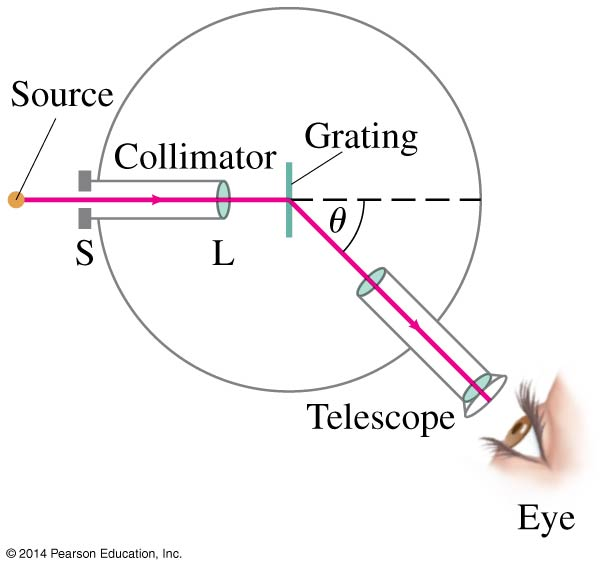 Source
Collimator
Grating
θ
S
L
Telescope
Eye
© 2014 Pearson Education, Inc.